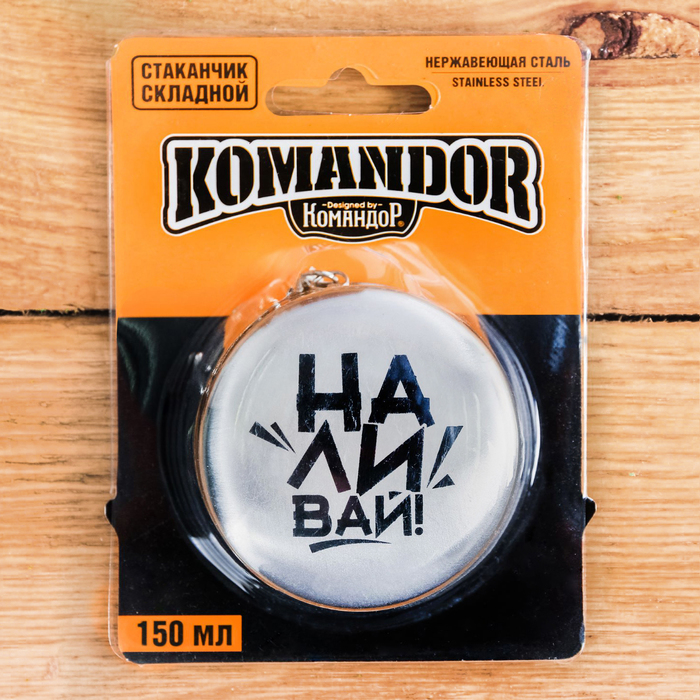 СТАКАНЧИК
СКЛАДНОЙ
НЕРЖАВЕЮЩАЯ СТАЛЬ
STAINLESS STEEL
KOMANDOR
Designed by
КОМАНДОР®
НА
ЛИ
ВАЙ!
150 МЛ